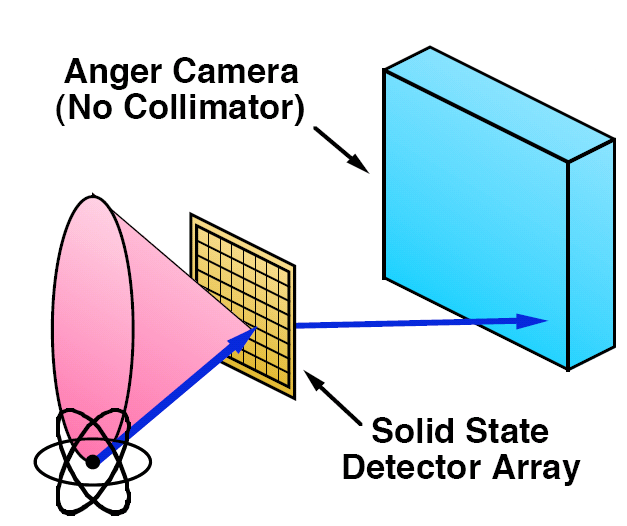 Anger Camera
(No Collimator)
Solid State
Detector Array